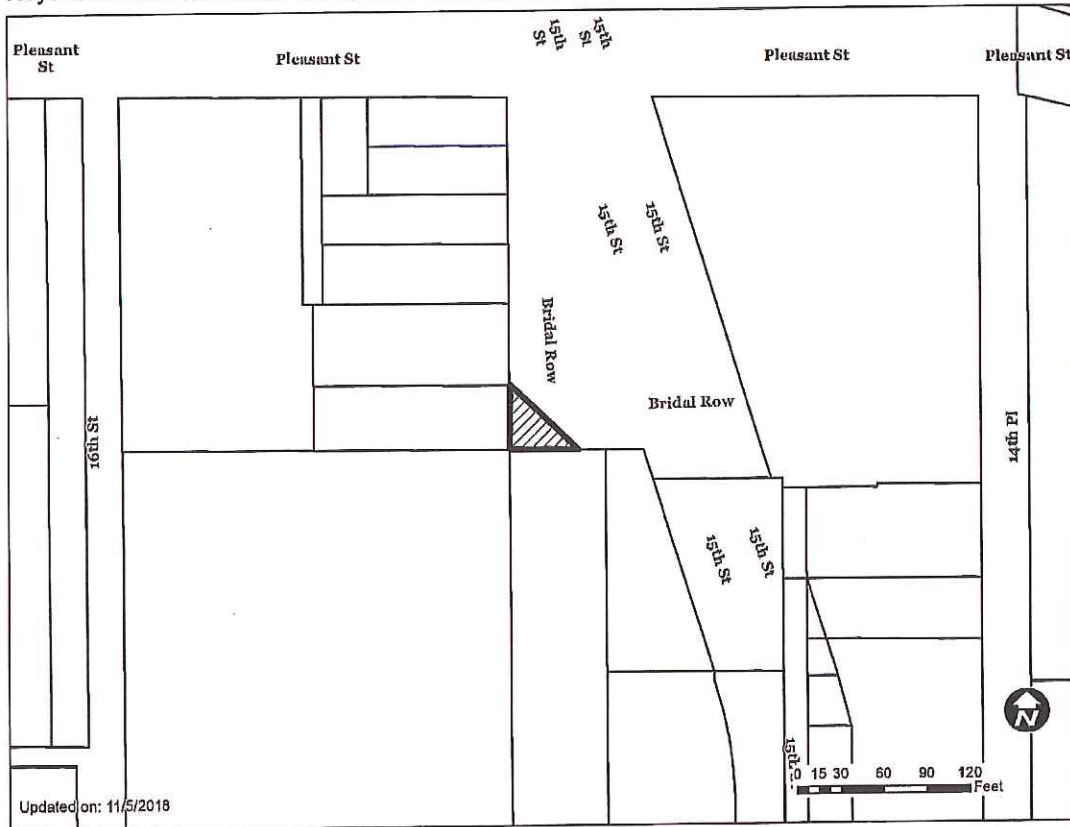 Pleasant
St
Pleasant St
15th
St
15th
St
15th
Pleasant St
Pleasant St
15th St
15th St
Bridal Row
Bridal Row
16th St
14th Pl
15th St
15th St
N
15th
0 15 30 60 90 120
Feet
Updated on: 11/5/2018